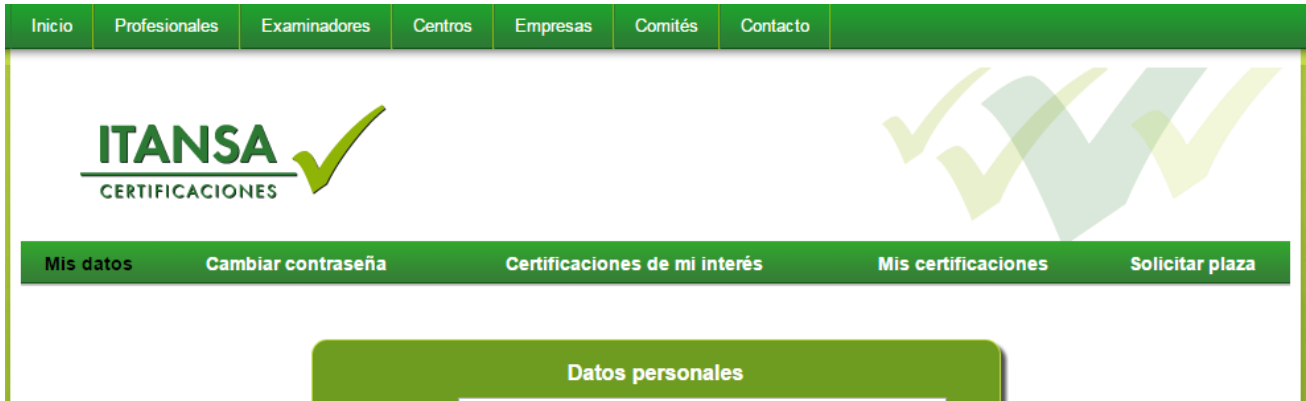 Inicio Profesionales Examinadores Centros Empresas Comités Contacto
ITANSA
CERTIFICACIONES
Mis datos Cambiar contraseña Certificaciones de mi interés Mis certificaciones Solicitar plaza
Datos personales